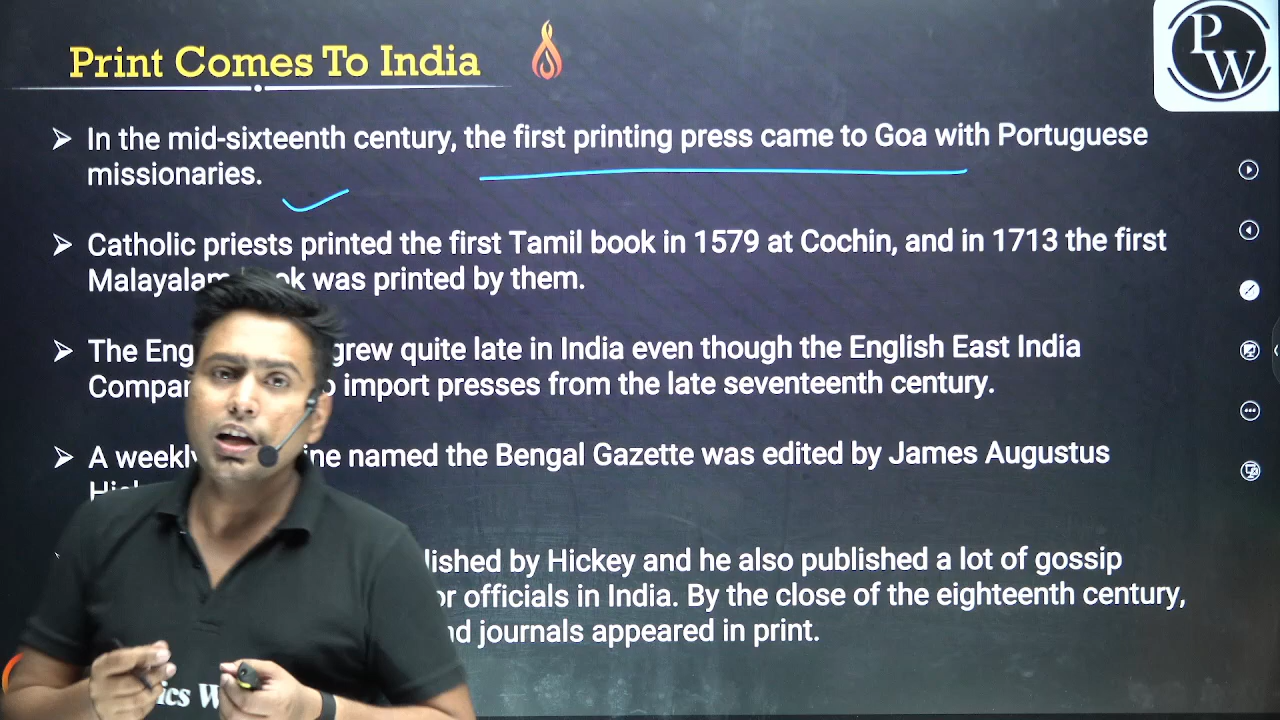 Print Comes To India
PW
➤ In the mid-sixteenth century, the first printing press came to Goa with Portuguese
missionaries.
➤ Catholic priests printed the first Tamil book in 1579 at Cochin, and in 1713 the first
Malayalam ok was printed by them.
➤ The Eng grew quite late in India even though the English East India
Compan o import presses from the late seventeenth century.
➤ A weekly ine named the Bengal Gazette was edited by James Augustus
lished by Hickey and he also published a lot of gossip
or officials in India. By the close of the eighteenth century,
nd journals appeared in print.
ics W